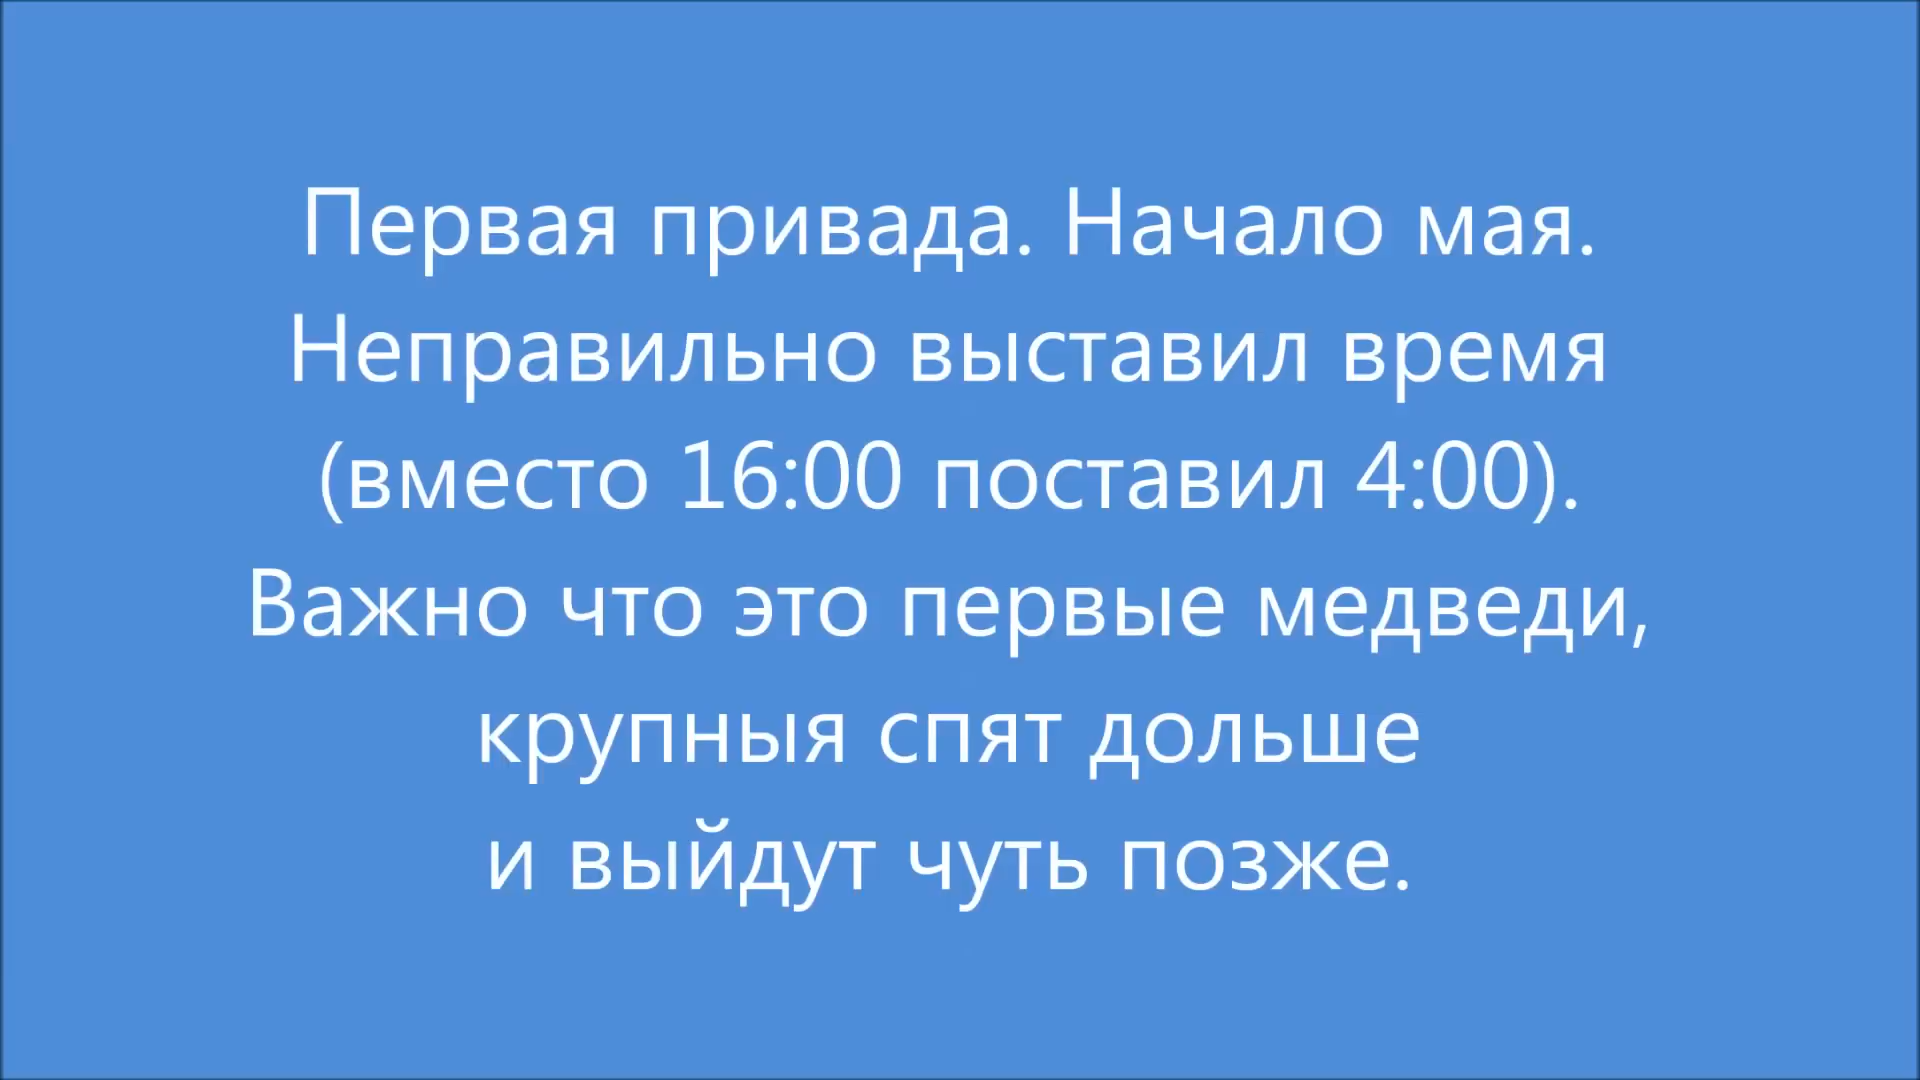 Первая привада. Начало мая.
Неправильно выставил время
(вместо 16:00 поставил 4:00).
Важно что это первые медведи,
крупныя спят дольше
и выйдут чуть позже.